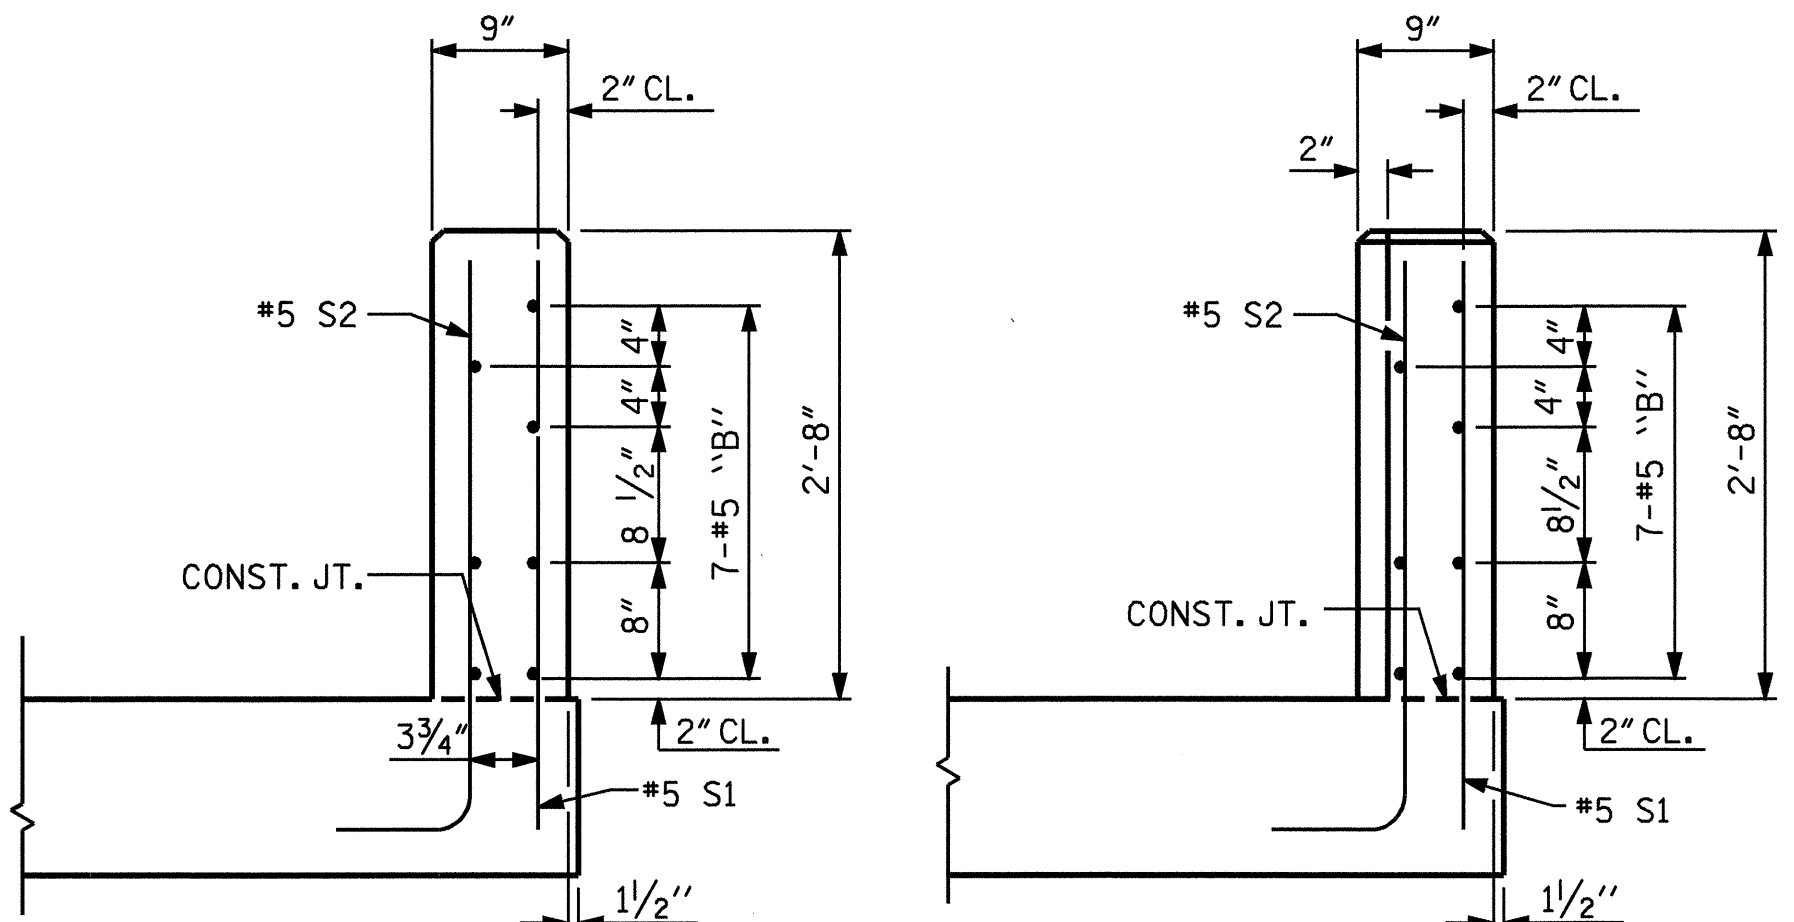 9"
2" CL.
#5 S2
4"
4"
8 1/2"
8"
7-#5 "B"
2'-8"
CONST. JT.
3 3/4"
2" CL.
#5 S1
1 1/2"
9"
2" CL.
2"
#5 S2
4"
4"
8 1/2"
8"
7-#5 "B"
2'-8"
CONST. JT.
2" CL.
#5 S1
1 1/2"